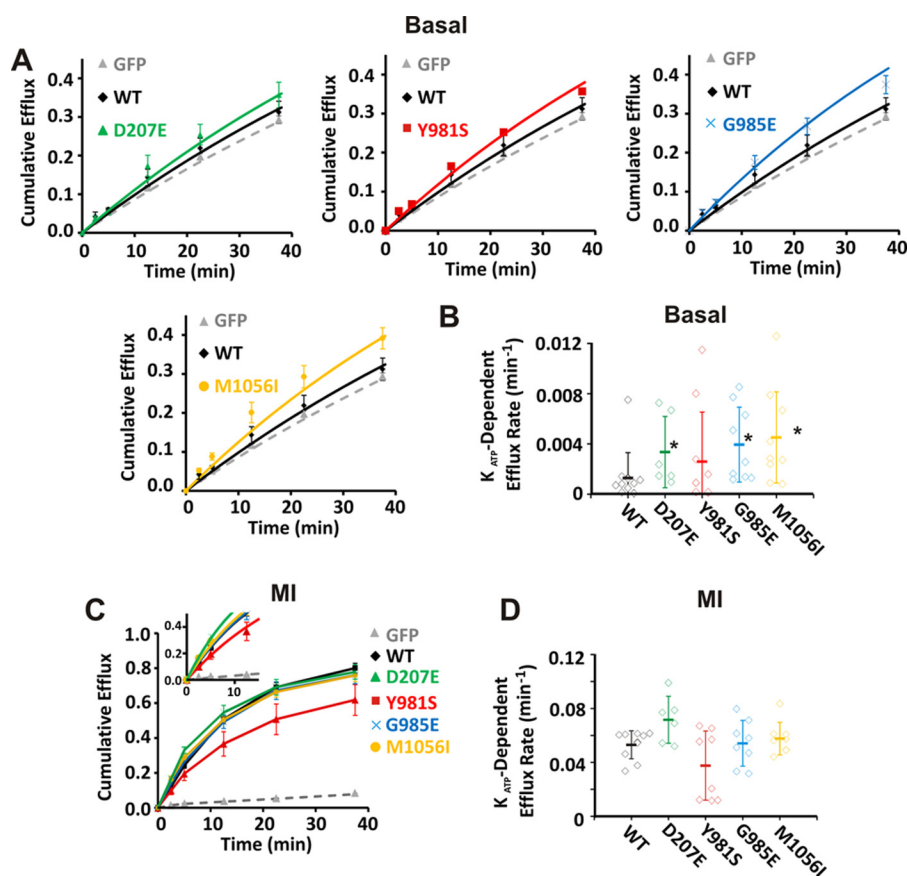 Basal
A
GFP
WT
D207E
Cumulative Efflux
0.4
0.3
0.2
0.1
0.0
0 10 20 30 40
Time (min)
GFP
WT
Y981S
Cumulative Efflux
0.4
0.3
0.2
0.1
0.0
0 10 20 30 40
Time (min)
GFP
WT
G985E
Cumulative Efflux
0.4
0.3
0.2
0.1
0.0
0 10 20 30 40
Time (min)
GFP
WT
M1056I
Cumulative Efflux
0.4
0.3
0.2
0.1
0.0
0 10 20 30 40
Time (min)
B
Basal
K ATP-Dependent
Efflux Rate (min-1)
0.012
0.008
0.004
0
* * *
WT D207E Y981S G985E M1056I
C
MI
Cumulative Efflux
1.0
0.8
0.6
0.4
0.2
0.0
0 10 20 30 40
Time (min)
0.4
0.2
0.0
0 5 10
GFP
WT
D207E
Y981S
G985E
M1056I
D
MI
K ATP-Dependent
Efflux Rate (min-1)
0.12
0.08
0.04
0
WT D207E Y981S G985E M1056I